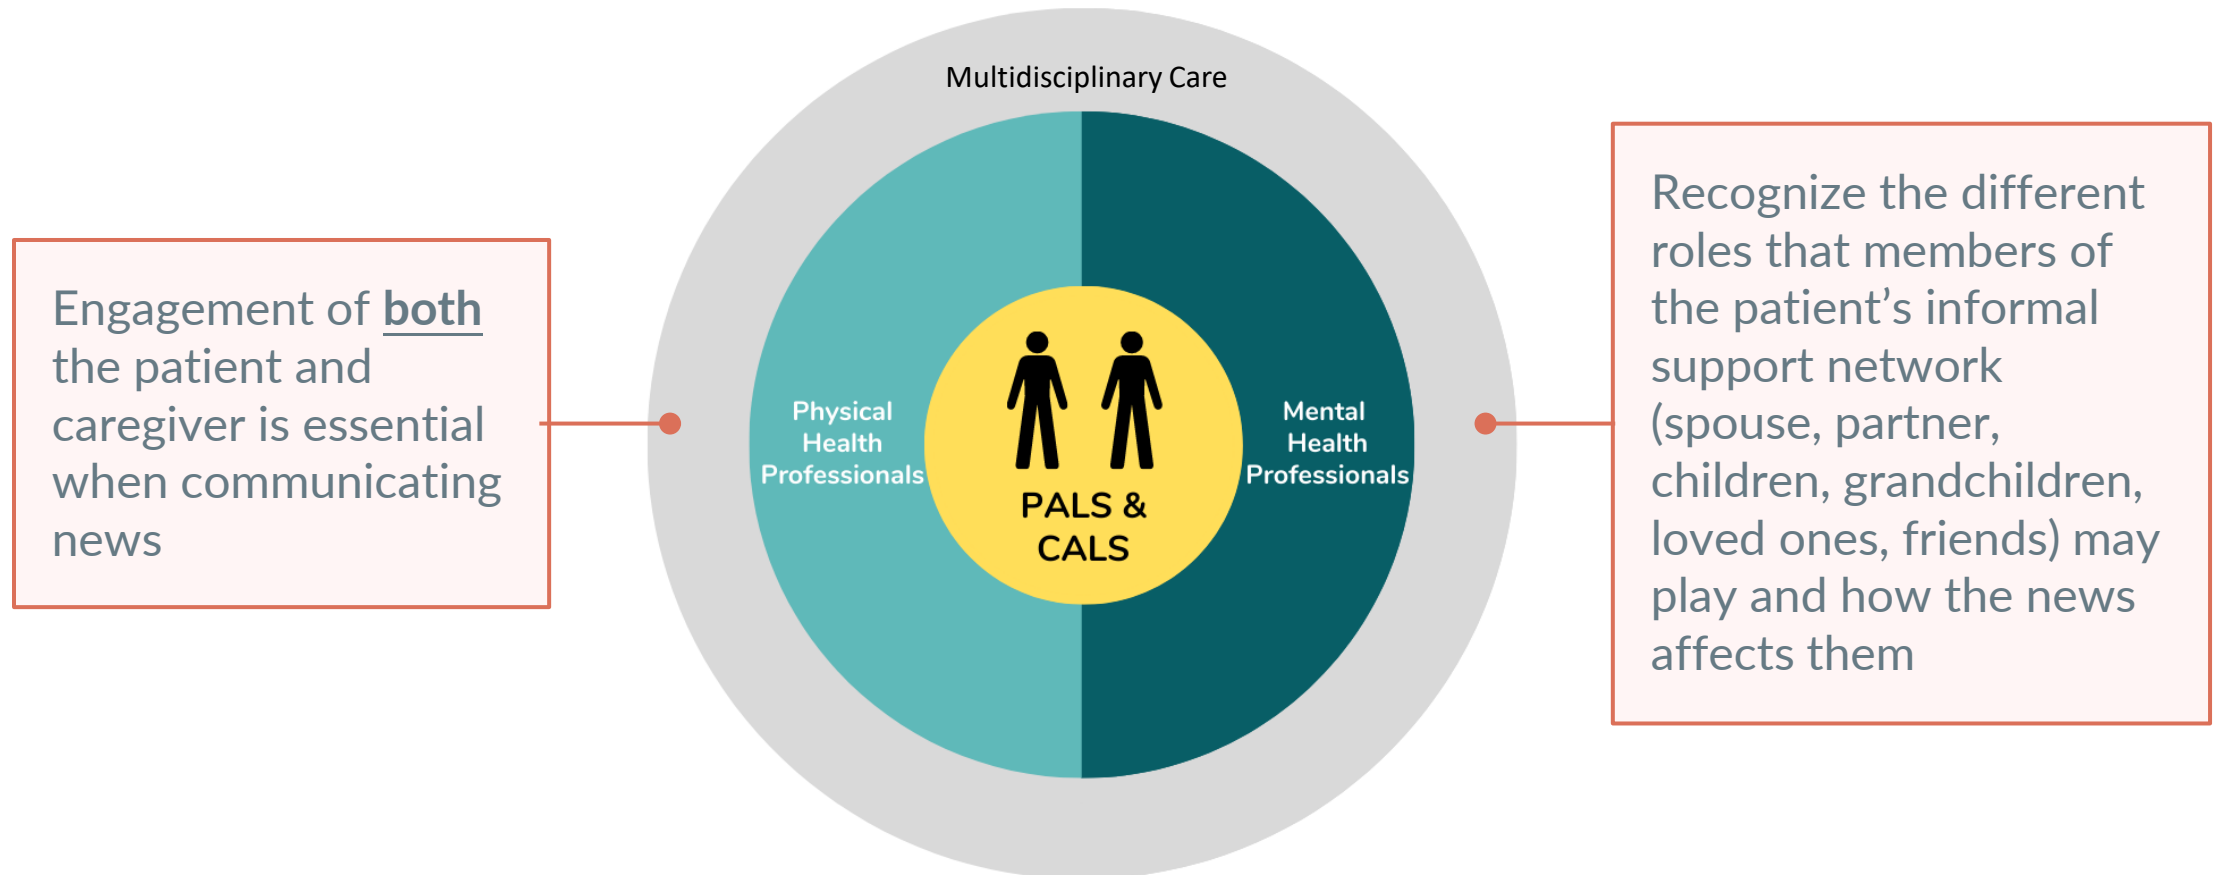 Multidisciplinary Care
Engagement of both
the patient and
caregiver is essential
when communicating
news
Physical
Health
Professionals
PALS &
CALS
Mental
Health
Professionals
Recognize the different
roles that members of
the patient’s informal
support network
(spouse, partner,
children, grandchildren,
loved ones, friends) may
play and how the news
affects them